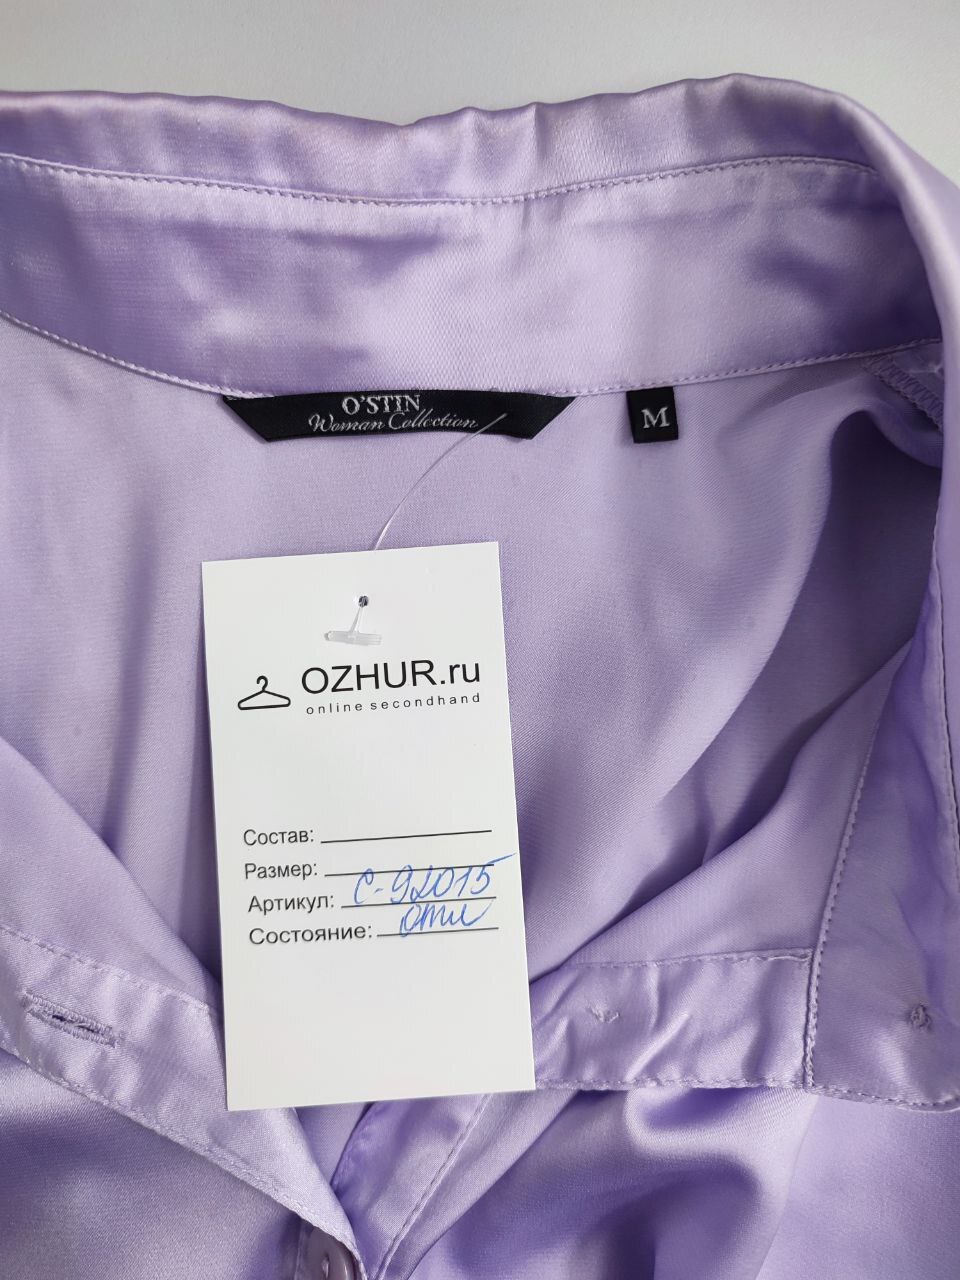 O'STIN
Woman Collection
M
OZHUR.ru
online secondhand
Состав:
Размер:
Артикул: С-92015
Состояние: отл